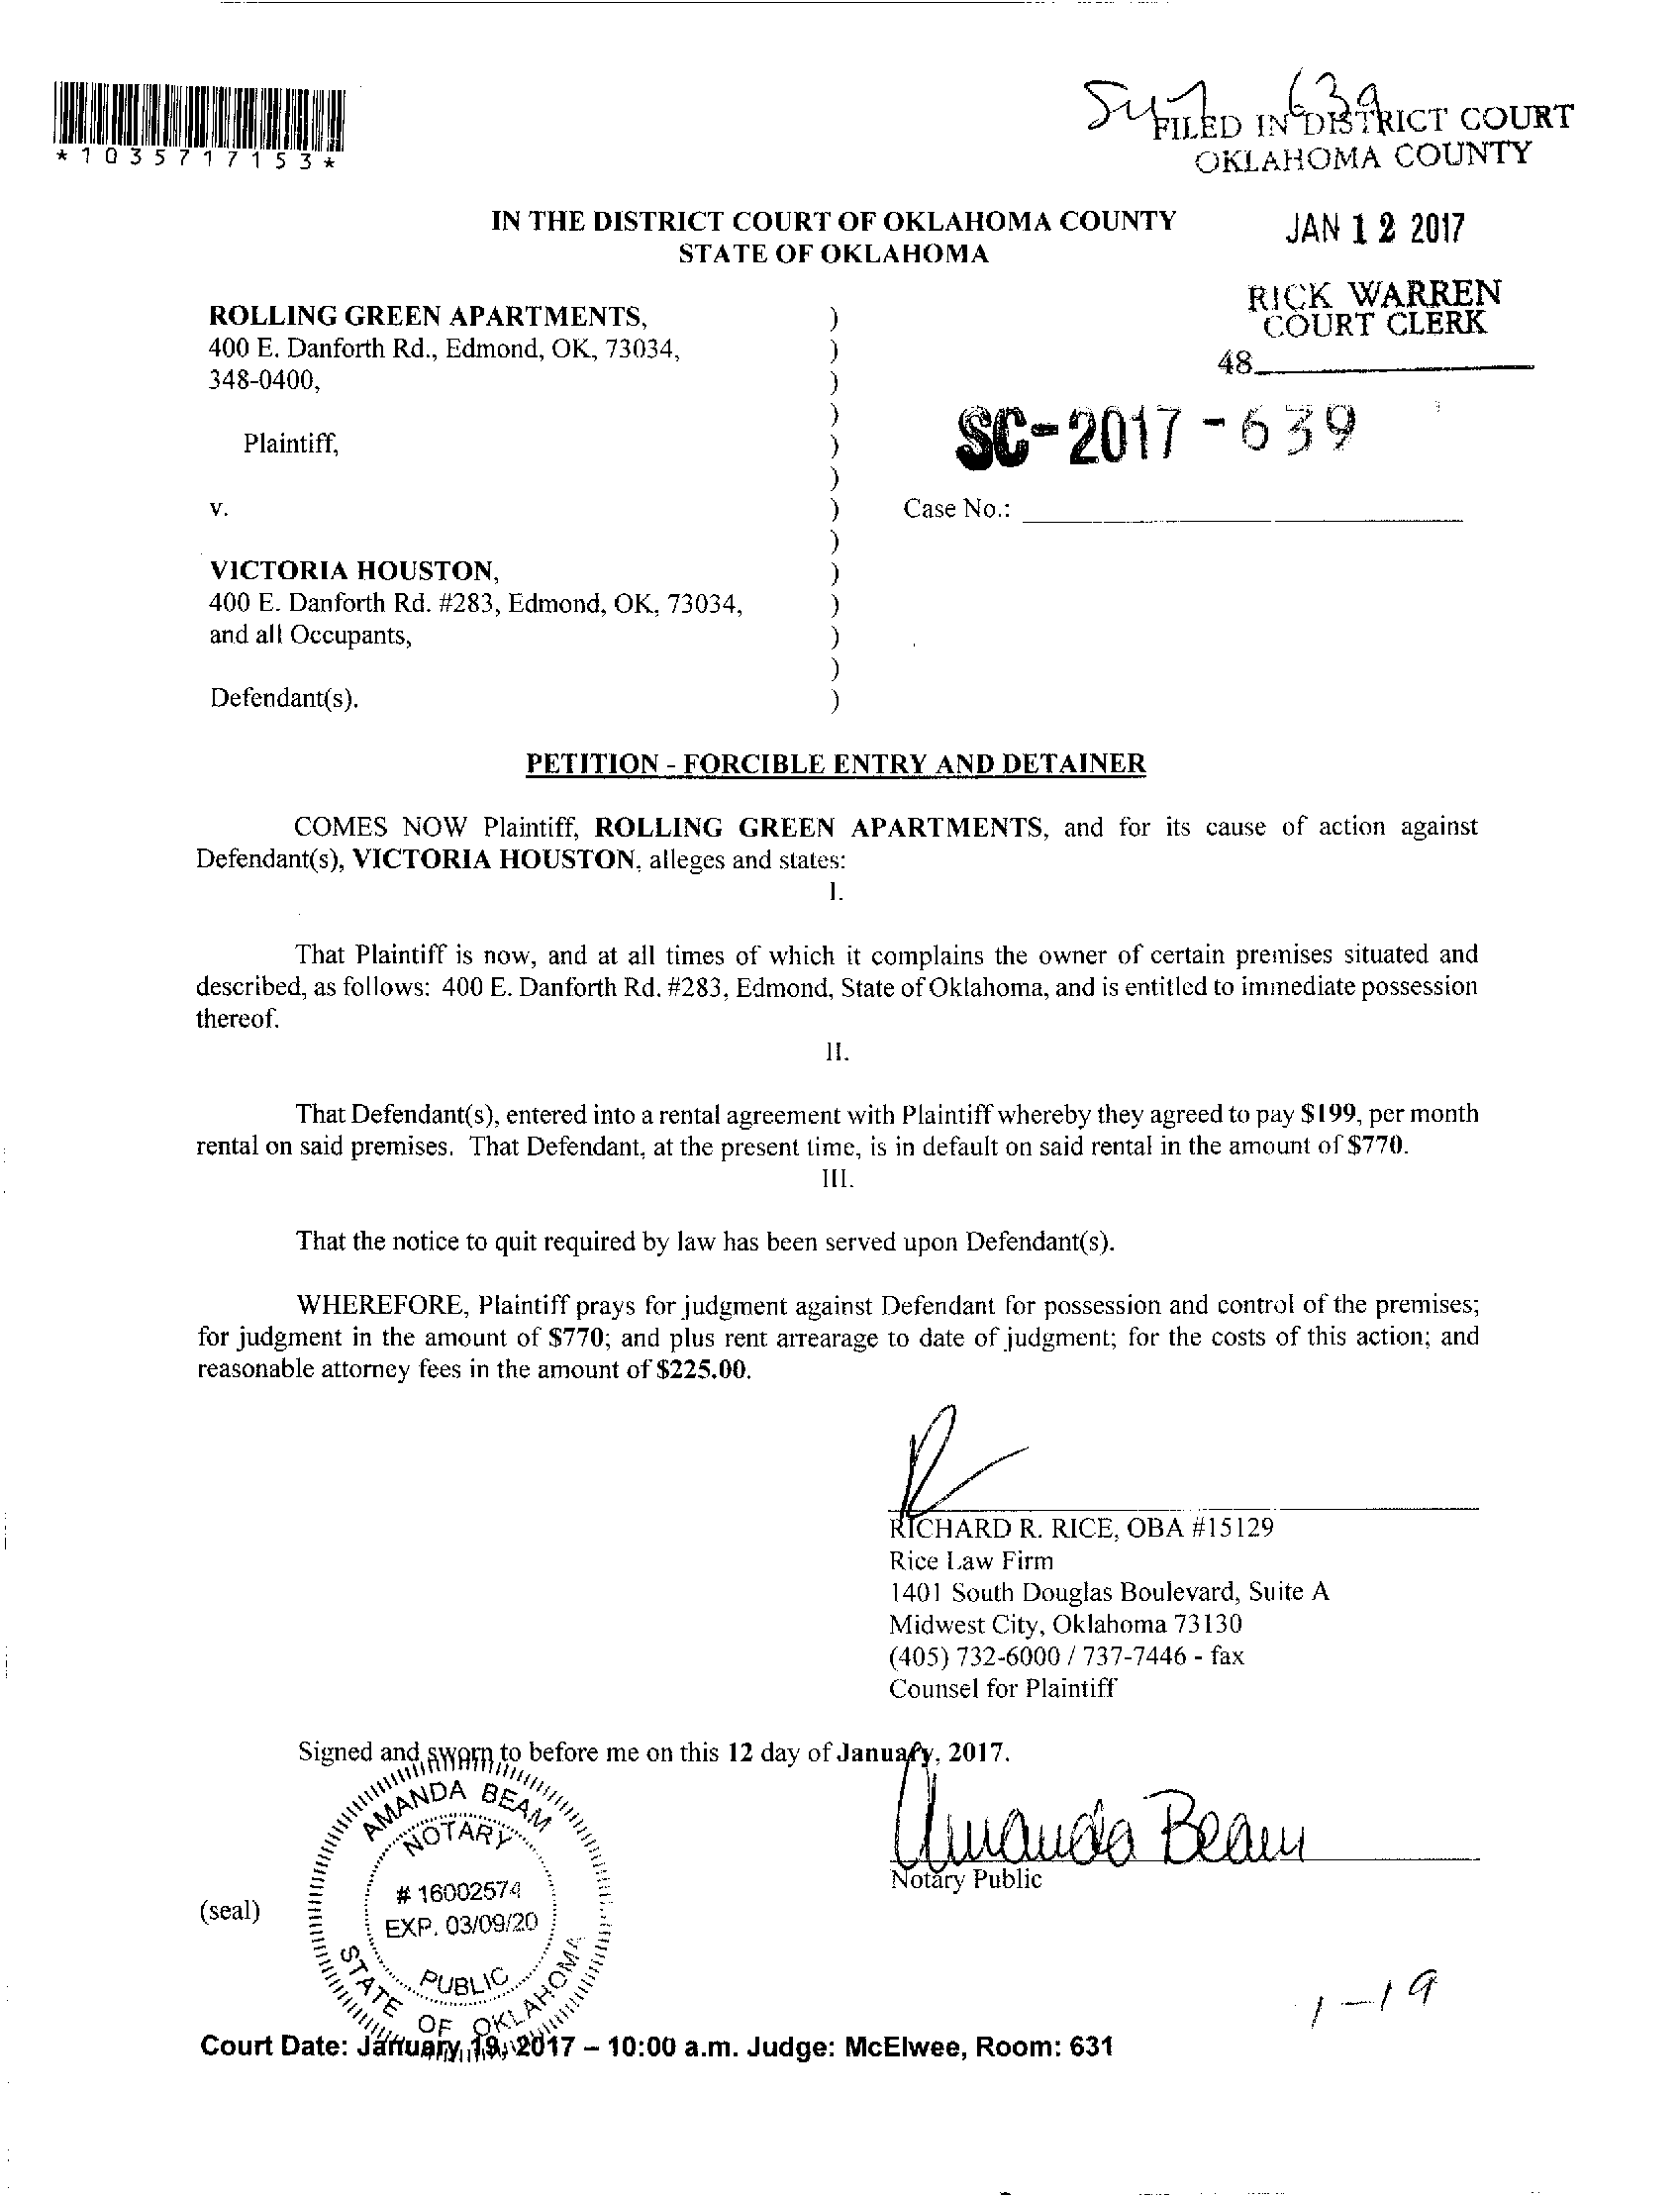 *1035717153*
639
FILED IN DISTRICT COURT
OKLAHOMA COUNTY
JAN 12 2017
RICK WARREN
COURT CLERK
48
IN THE DISTRICT COURT OF OKLAHOMA COUNTY
STATE OF OKLAHOMA
ROLLING GREEN APARTMENTS, )
400 E. Danforth Rd., Edmond, OK, 73034, )
348-0400, )
)
Plaintiff, )
)
v. )
)
VICTORIA HOUSTON, )
400 E. Danforth Rd. #283, Edmond, OK, 73034, )
and all Occupants, )
)
Defendant(s). )
SC-2017-639
Case No.:
PETITION - FORCIBLE ENTRY AND DETAINER
COMES NOW Plaintiff, ROLLING GREEN APARTMENTS, and for its cause of action against
Defendant(s), VICTORIA HOUSTON, alleges and states:
I.
That Plaintiff is now, and at all times of which it complains the owner of certain premises situated and
described, as follows: 400 E. Danforth Rd. #283, Edmond, State of Oklahoma, and is entitled to immediate possession
thereof.
II.
That Defendant(s), entered into a rental agreement with Plaintiff whereby they agreed to pay $199, per month
rental on said premises. That Defendant, at the present time, is in default on said rental in the amount of $770.
III.
That the notice to quit required by law has been served upon Defendant(s).
WHEREFORE, Plaintiff prays for judgment against Defendant for possession and control of the premises;
for judgment in the amount of $770; and plus rent arrearage to date of judgment; for the costs of this action; and
reasonable attorney fees in the amount of $225.00.
RICHARD R. RICE, OBA #15129
Rice Law Firm
1401 South Douglas Boulevard, Suite A
Midwest City, Oklahoma 73130
(405) 732-6000 / 737-7446 - fax
Counsel for Plaintiff
Signed and sworn to before me on this 12 day of January, 2017.
Amanda Beam
Notary Public
(seal)
AMANDA BEAM
NOTARY
# 16002574
EXP. 03/09/20
PUBLIC
STATE OF OKLAHOMA
1-19
Court Date: January 19, 2017 – 10:00 a.m. Judge: McElwee, Room: 631